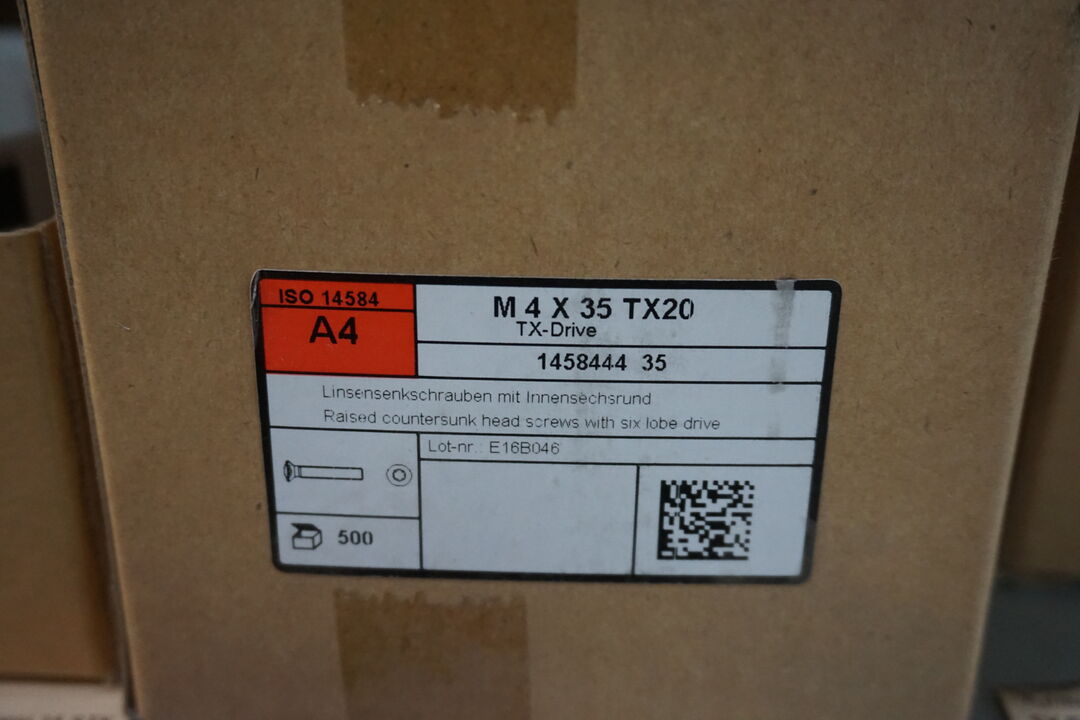 ISO 14584
A4
M 4 X 35 TX20
TX-Drive
1458444 35
Linsensenkschrauben mit Innensechsrund
Raised countersunk head screws with six lobe drive
Lot-nr.: E16B046
500